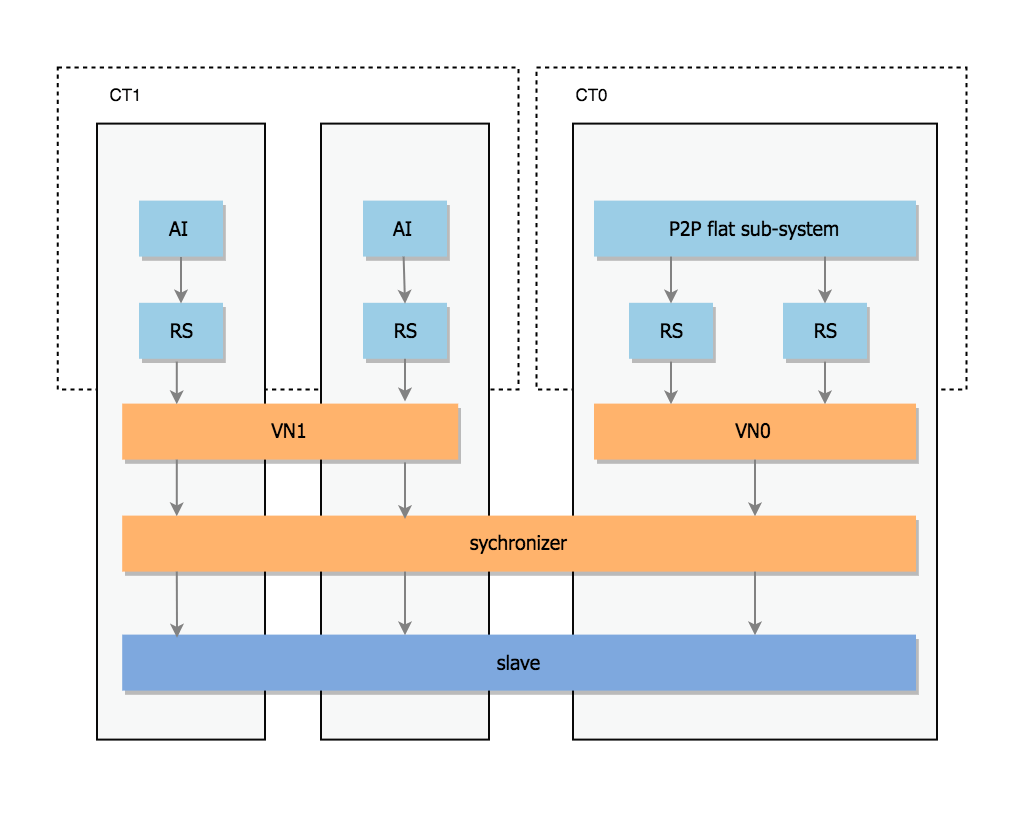 CT1
CT0
AI
AI
P2P flat sub-system
RS
RS
RS
RS
VN1
VN0
sychronizer
slave